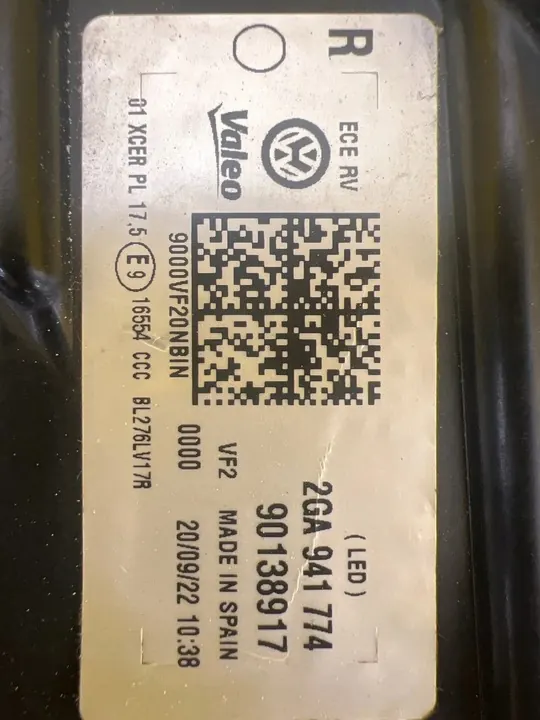 R
ECE RV
(LED)
2GA 941 774
90138917
Valeo
VF2 MADE IN SPAIN
9000VF20NBIN 0000 20/09/22 10:38
01 XCER PL 17,5 E9 16554 CCC 8L276LV17R